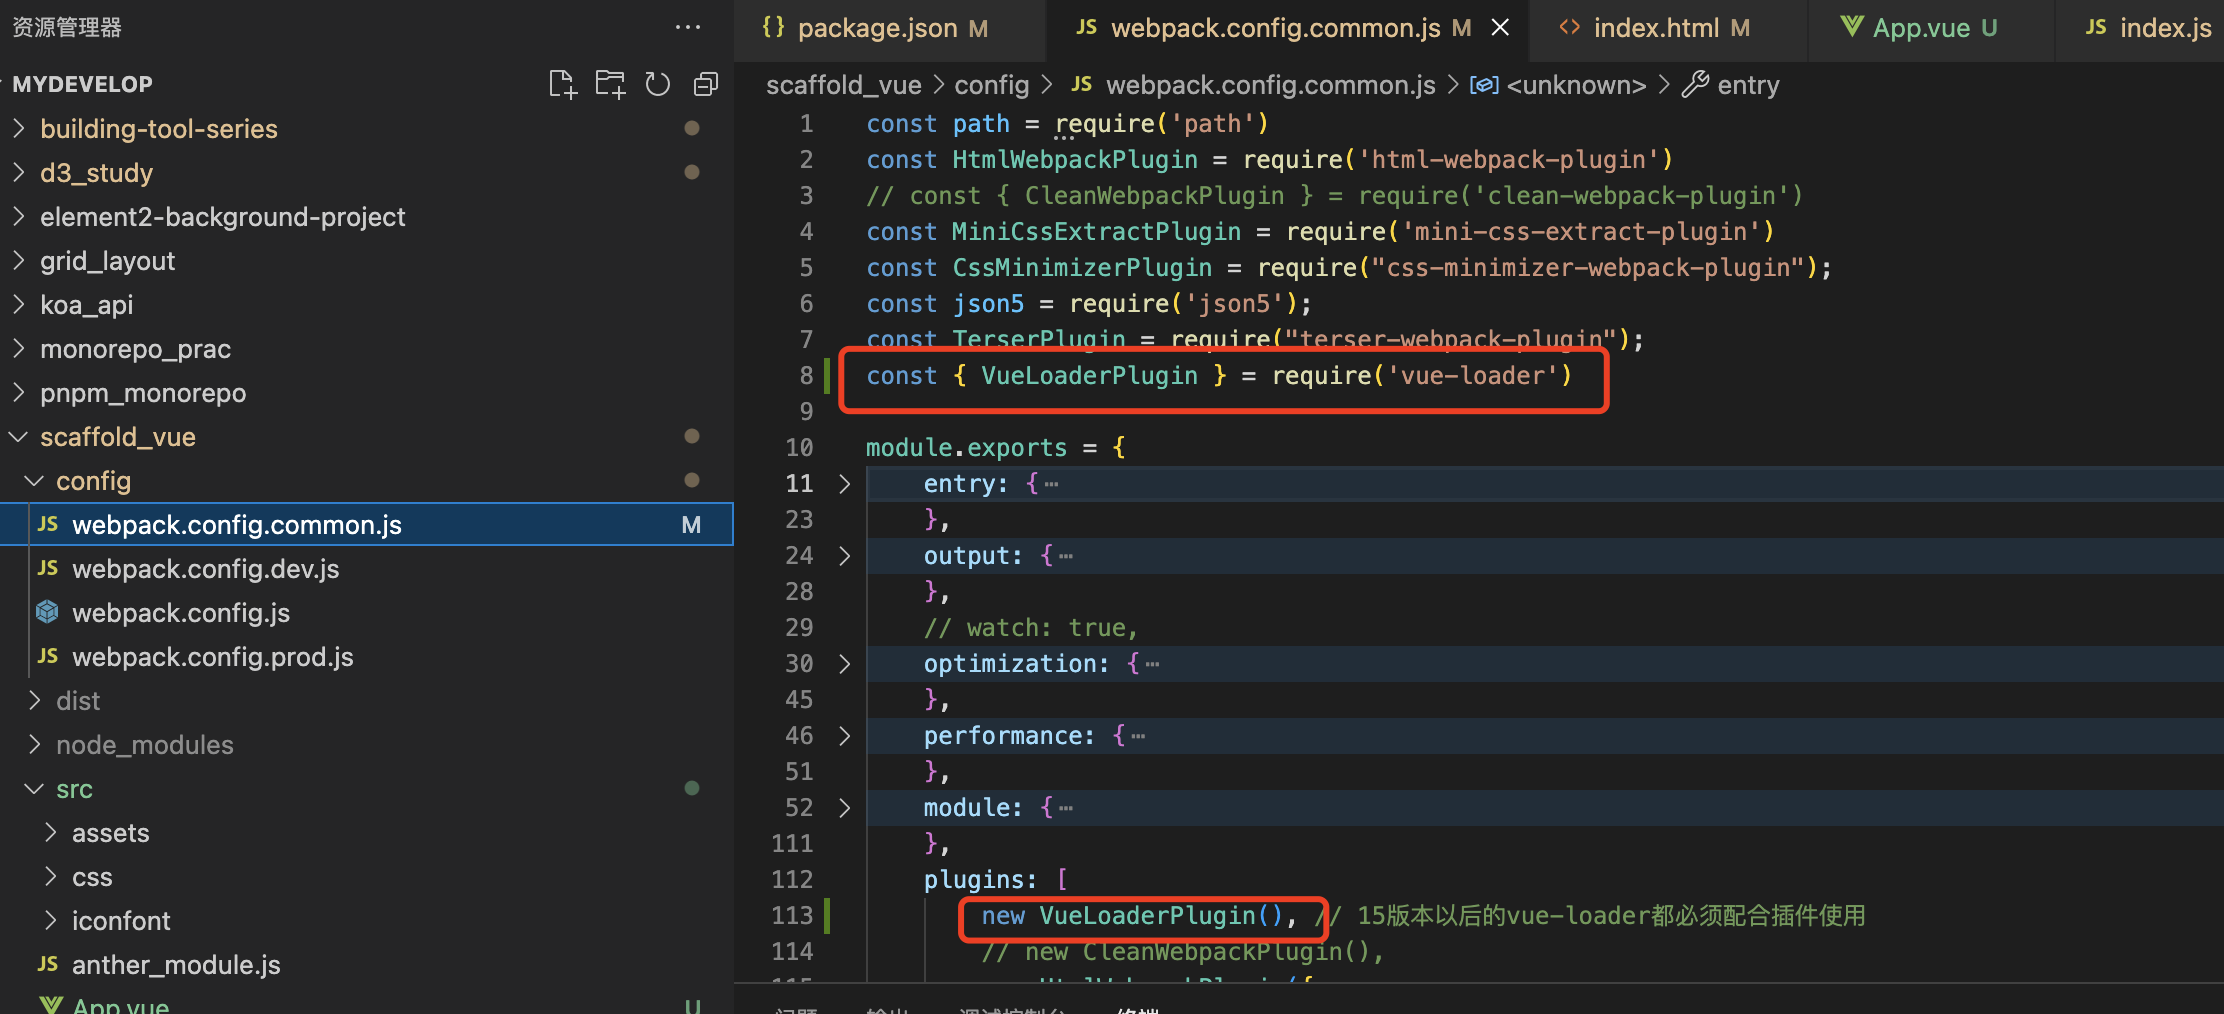 资源管理器
MYDEVELOP
building-tool-series
d3_study
element2-background-project
grid_layout
koa_api
monorepo_prac
pnpm_monorepo
scaffold_vue
config
JS webpack.config.common.js M
JS webpack.config.dev.js
webpack.config.js
JS webpack.config.prod.js
dist
node_modules
src
assets
css
iconfont
JS anther_module.js
App.vue U
{} package.json M
JS webpack.config.common.js M
<> index.html M
App.vue U
JS index.js
scaffold_vue > config > JS webpack.config.common.js > <unknown> > entry
1 const path = require('path')
2 const HtmlWebpackPlugin = require('html-webpack-plugin')
3 // const { CleanWebpackPlugin } = require('clean-webpack-plugin')
4 const MiniCssExtractPlugin = require('mini-css-extract-plugin')
5 const CssMinimizerPlugin = require("css-minimizer-webpack-plugin");
6 const json5 = require('json5');
7 const TerserPlugin = require("terser-webpack-plugin");
8 const { VueLoaderPlugin } = require('vue-loader')
9
10 module.exports = {
11 entry: {…
23 },
24 output: {…
28 },
29 // watch: true,
30 optimization: {…
45 },
46 performance: {…
51 },
52 module: {…
111 },
112 plugins: [
113 new VueLoaderPlugin(), // 15版本以后的vue-loader都必须配合插件使用
114 // new CleanWebpackPlugin(),